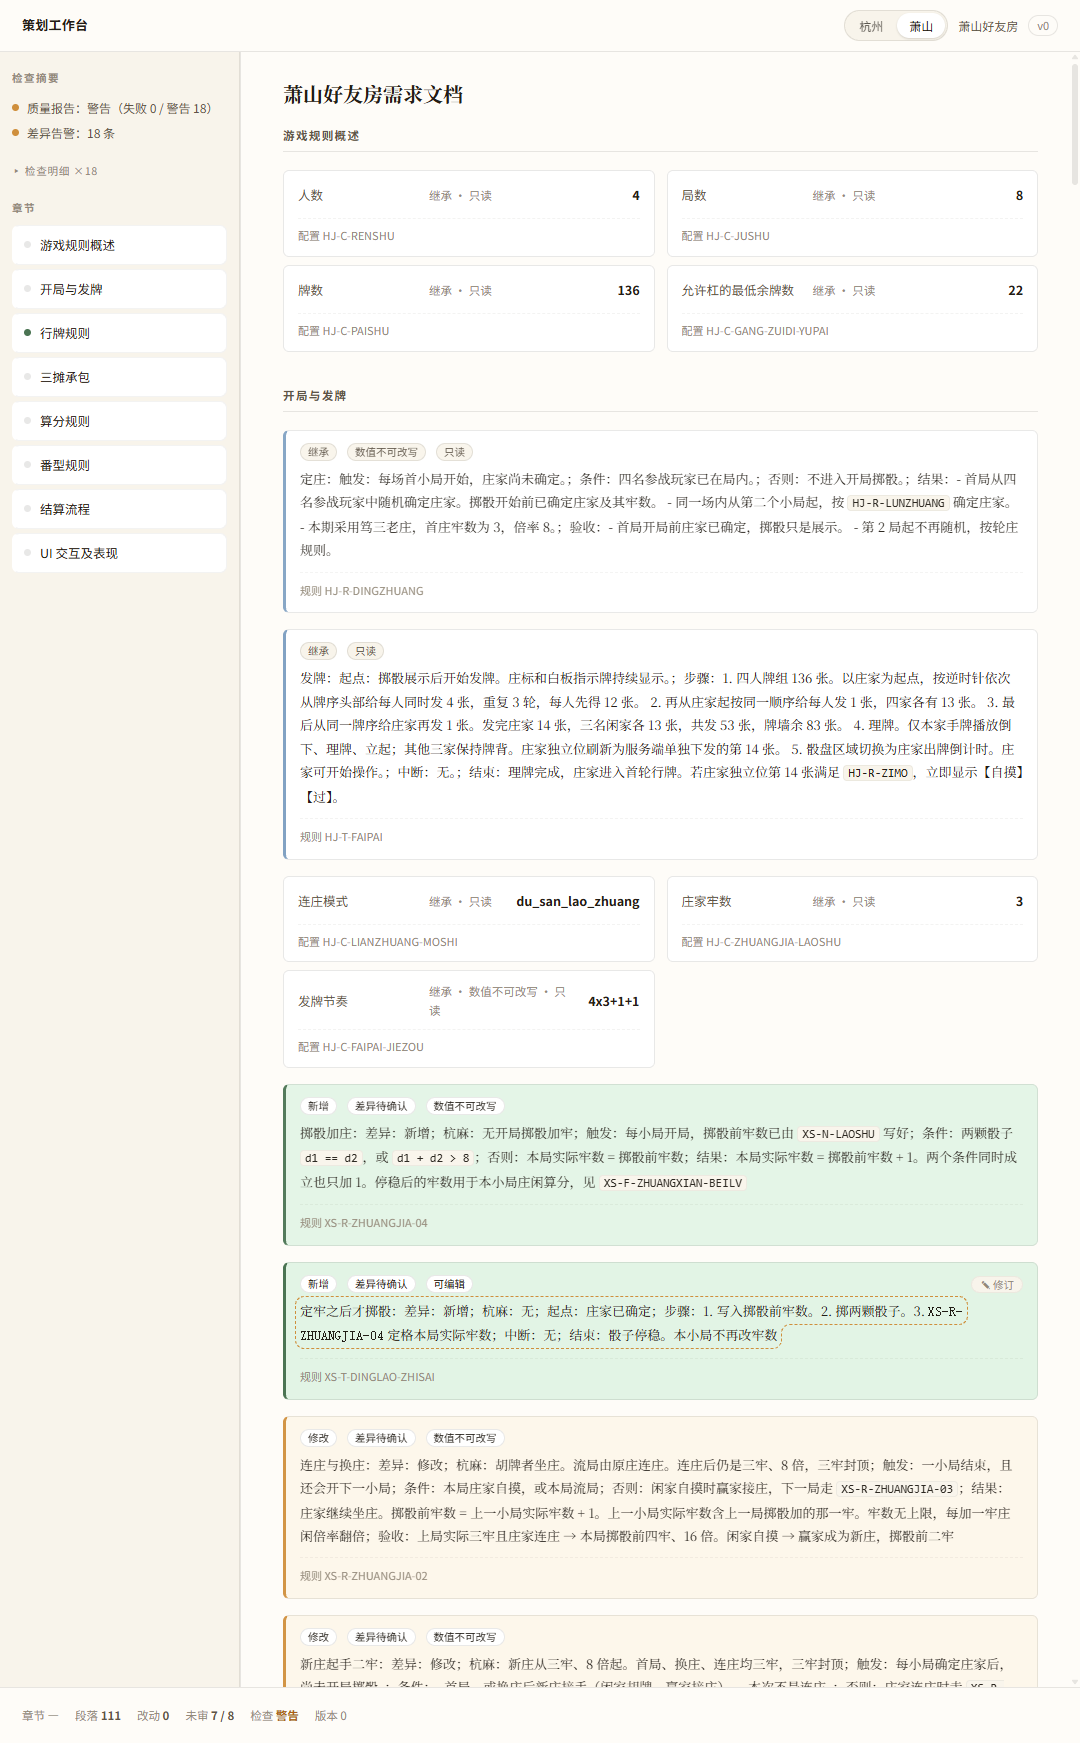 策划工作台
杭州 萧山 萧山好友房 v0
检查摘要
质量报告：警告（失败 0 / 警告 18）
差异告警：18 条
▸ 检查明细 ×18
章节
游戏规则概述
开局与发牌
行牌规则
三摊承包
算分规则
番型规则
结算流程
UI 交互及表现
萧山好友房需求文档
游戏规则概述
人数 继承 · 只读 4
配置 HJ-C-RENSHU
局数 继承 · 只读 8
配置 HJ-C-JUSHU
牌数 继承 · 只读 136
配置 HJ-C-PAISHU
允许杠的最低余牌数 继承 · 只读 22
配置 HJ-C-GANG-ZUIDI-YUPAI
开局与发牌
继承 数值不可改写 只读
定庄：触发：每场首小局开始，庄家尚未确定。；条件：四名参战玩家已在局内。；否则：不进入开局掷骰。；结果：- 首局从四
名参战玩家中随机确定庄家。掷骰开始前已确定庄家及其牢数。 - 同一场内从第二个小局起，按 HJ-R-LUNZHUANG 确定庄家。
- 本期采用笃三老庄，首庄牢数为 3，倍率 8。；验收：- 首局开局前庄家已确定，掷骰只是展示。 - 第 2 局起不再随机，按轮庄
规则。
规则 HJ-R-DINGZHUANG
继承 只读
发牌：起点：掷骰展示后开始发牌。庄标和白板指示牌持续显示。；步骤：1. 四人牌组 136 张。以庄家为起点，按逆时针依次
从牌序头部给每人同时发 4 张，重复 3 轮，每人先得 12 张。 2. 再从庄家起按同一顺序给每人发 1 张，四家各有 13 张。 3. 最
后从同一牌序给庄家再发 1 张。发完庄家 14 张，三名闲家各 13 张，共发 53 张，牌墙余 83 张。 4. 理牌。仅本家手牌播放倒
下、理牌、立起；其他三家保持牌背。庄家独立位刷新为服务端单独下发的第 14 张。 5. 骰盘区域切换为庄家出牌倒计时。庄
家可开始操作。；中断：无。；结束：理牌完成，庄家进入首轮行牌。若庄家独立位第 14 张满足 HJ-R-ZIMO，立即显示【自摸】
【过】。
规则 HJ-T-FAIPAI
连庄模式 继承 · 只读 du_san_lao_zhuang
配置 HJ-C-LIANZHUANG-MOSHI
庄家牢数 继承 · 只读 3
配置 HJ-C-ZHUANGJIA-LAOSHU
发牌节奏 继承 · 数值不可改写 · 只
读 4x3+1+1
配置 HJ-C-FAIPAI-JIEZOU
新增 差异待确认 数值不可改写
掷骰加庄：差异：新增；杭麻：无开局掷骰加牢；触发：每小局开局，掷骰前牢数已由 XS-N-LAOSHU 写好；条件：两颗骰子
d1 == d2，或 d1 + d2 > 8；否则：本局实际牢数 = 掷骰前牢数；结果：本局实际牢数 = 掷骰前牢数 + 1。两个条件同时成
立也只加 1。停稳后的牢数用于本小局庄闲算分，见 XS-F-ZHUANGXIAN-BEILV
规则 XS-R-ZHUANGJIA-04
新增 差异待确认 可编辑 ✎ 修订
定牢之后才掷骰：差异：新增；杭麻：无；起点：庄家已确定；步骤：1. 写入掷骰前牢数。2. 掷两颗骰子。3. XS-R-
ZHUANGJIA-04 定格本局实际牢数；中断：无；结束：骰子停稳。本小局不再改牢数
规则 XS-T-DINGLAO-ZHISAI
修改 差异待确认 数值不可改写
连庄与换庄：差异：修改；杭麻：胡牌者坐庄。流局由原庄连庄。连庄后仍是三牢、8 倍，三牢封顶；触发：一小局结束，且
还会开下一小局；条件：本局庄家自摸，或本局流局；否则：闲家自摸时赢家接庄，下一局走 XS-R-ZHUANGJIA-03；结果：
庄家继续坐庄。掷骰前牢数 = 上一小局实际牢数 + 1。上一小局实际牢数含上一局掷骰加的那一牢。牢数无上限，每加一牢庄
闲倍率翻倍；验收：上局实际三牢且庄家连庄 → 本局掷骰前四牢、16 倍。闲家自摸 → 赢家成为新庄，掷骰前二牢
规则 XS-R-ZHUANGJIA-02
修改 差异待确认 数值不可改写
新庄起手二牢：差异：修改；杭麻：新庄从三牢、8 倍起。首局、换庄、连庄均三牢，三牢封顶；触发：每小局确定庄家后，
章节 — 段落 111 改动 0 未审 7 / 8 检查 警告 版本 0